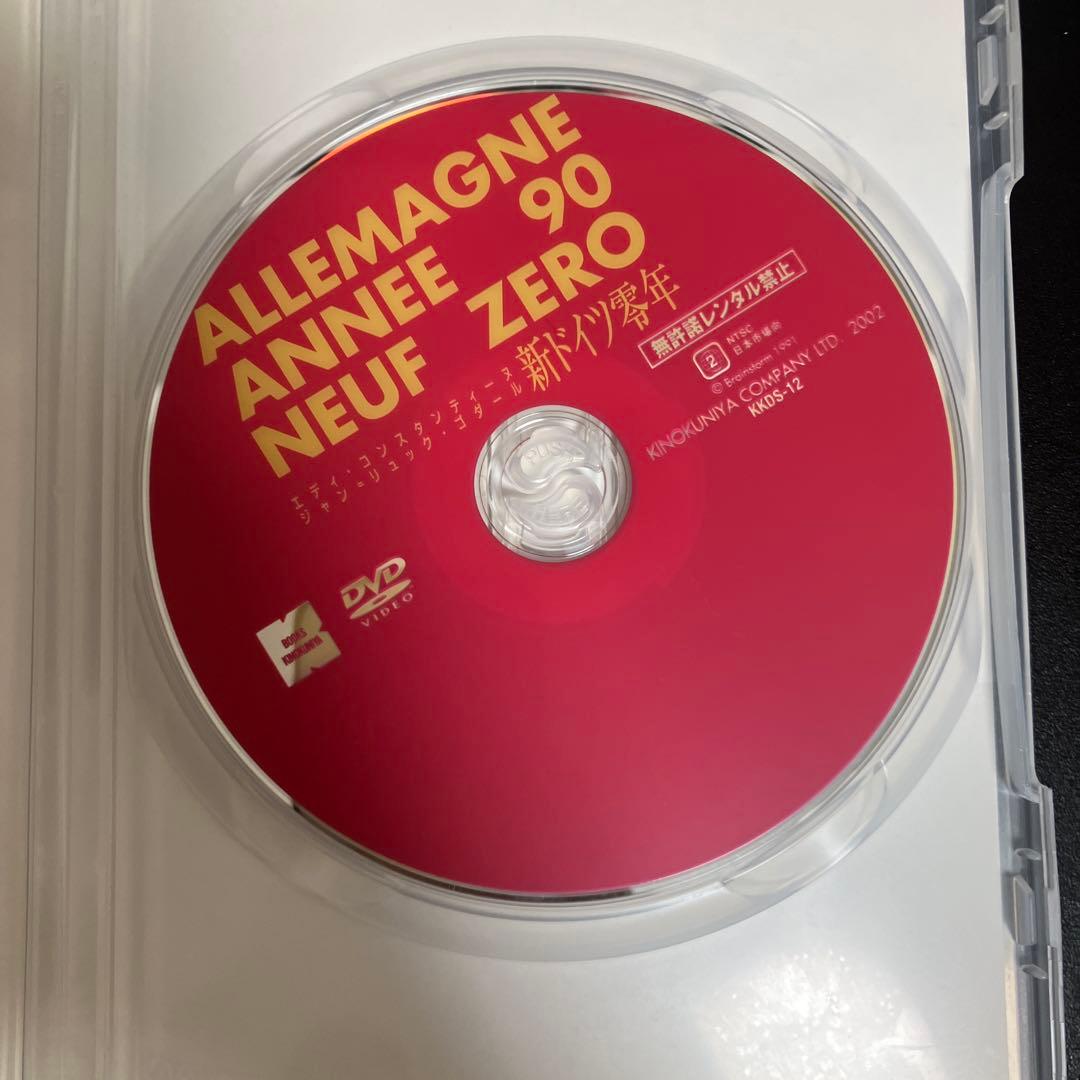 ALLEMAGNE
ANNEE 90
NEUF ZERO
新ドイツ零年
エディ・コンスタンティーヌ
ジャン=リュック・ゴダール
無許諾レンタル禁止
2
NTSC
日本市場向
© Brainstorm 1991
KINOKUNIYA COMPANY LTD. 2002
KKDS-12
DVD
VIDEO
BOOKS
KINOKUNIYA
PUSH